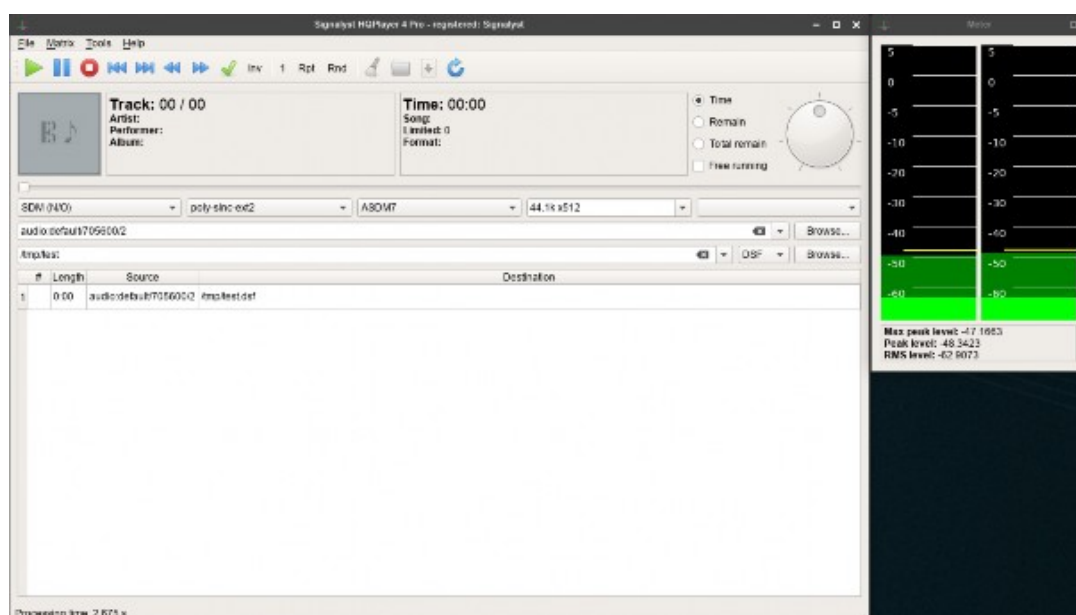 Signalyst HQPlayer 4 Pro - registered: Signalyst
File Matrix Tools Help
Inv 1 Rpt Rnd
Track: 00 / 00
Artist:
Performer:
Album:
Time: 00:00
Song:
Limited: 0
Format:
Time
Remain
Total remain
Free running
SDM (N/O) poly-sinc-ext2 ASDM7 44.1k x512
audio:default/705600/2 Browse...
/tmp/test DSF Browse...
# Length Source Destination
1 0:00 audio:default/705600/2 /tmp/test.dsf
Processing time: 2.675 s
Meter
5 5
0 0
-5 -5
-10 -10
-20 -20
-30 -30
-40 -40
-50 -50
-60 -60
Max peak level: -47.1663
Peak level: -48.3423
RMS level: -62.9073